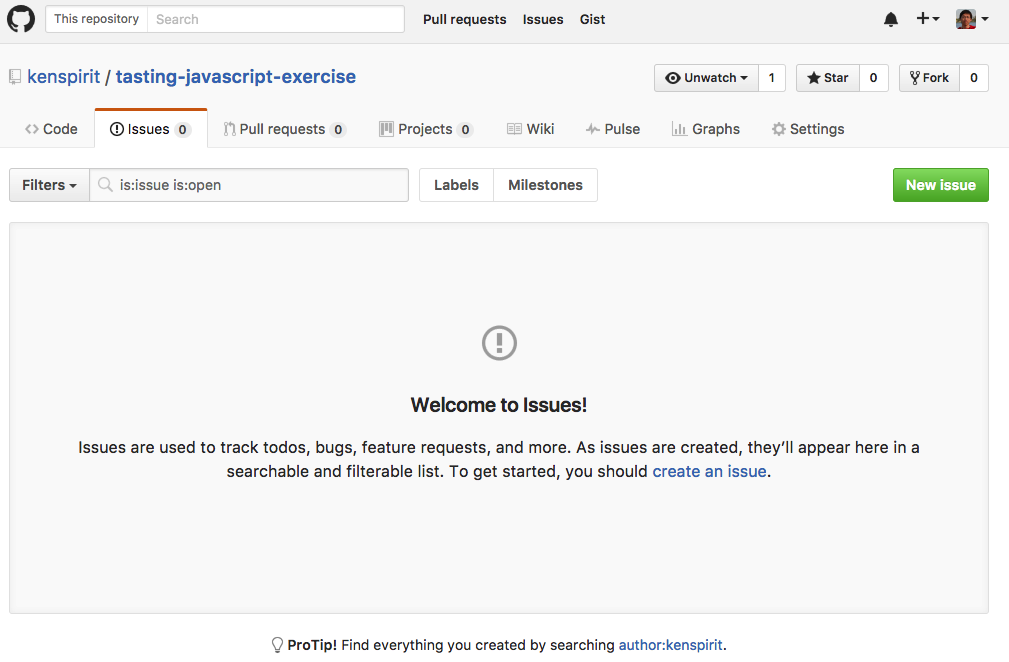 This repository Search Pull requests Issues Gist
kenspirit / tasting-javascript-exercise Unwatch 1 Star 0 Fork 0
Code Issues 0 Pull requests 0 Projects 0 Wiki Pulse Graphs Settings
Filters is:issue is:open Labels Milestones New issue
Welcome to Issues!
Issues are used to track todos, bugs, feature requests, and more. As issues are created, they’ll appear here in a
searchable and filterable list. To get started, you should create an issue.
ProTip! Find everything you created by searching author:kenspirit.